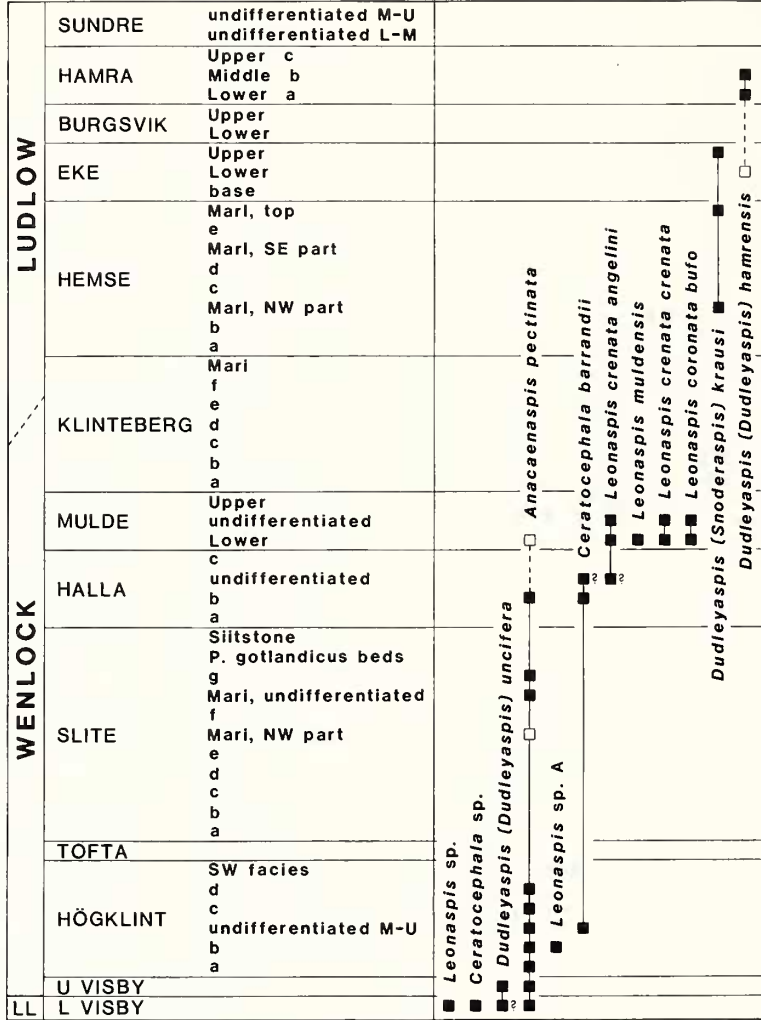 LUDLOW
WENLOCK
LL
SUNDRE
undifferentiated M-U
undifferentiated L-M
HAMRA
Upper c
Middle b
Lower a
BURGSVIK
Upper
Lower
EKE
Upper
Lower
base
HEMSE
Marl, top
e
Marl, SE part
d
c
Marl, NW part
b
a
KLINTEBERG
Marl
f
e
d
c
b
a
MULDE
Upper
undifferentiated
Lower
HALLA
c
undifferentiated
b
a
SLITE
Siltstone
P. gotlandicus beds
g
Marl, undifferentiated
f
Marl, NW part
e
d
c
b
a
TOFTA
HÖGKLINT
SW facies
d
c
undifferentiated M-U
b
a
U VISBY
L VISBY
Leonaspis sp.
Ceratocephala sp.
Dudleyaspis (Dudleyaspis) uncifera
?
Anacaenaspis pectinata
Leonaspis sp. A
Ceratocephala barrandii
?
Leonaspis crenata angelini
?
Leonaspis muldensis
Leonaspis crenata crenata
Leonaspis coronata bufo
Dudleyaspis (Snoderaspis) krausi
Dudleyaspis (Dudleyaspis) hamrensis